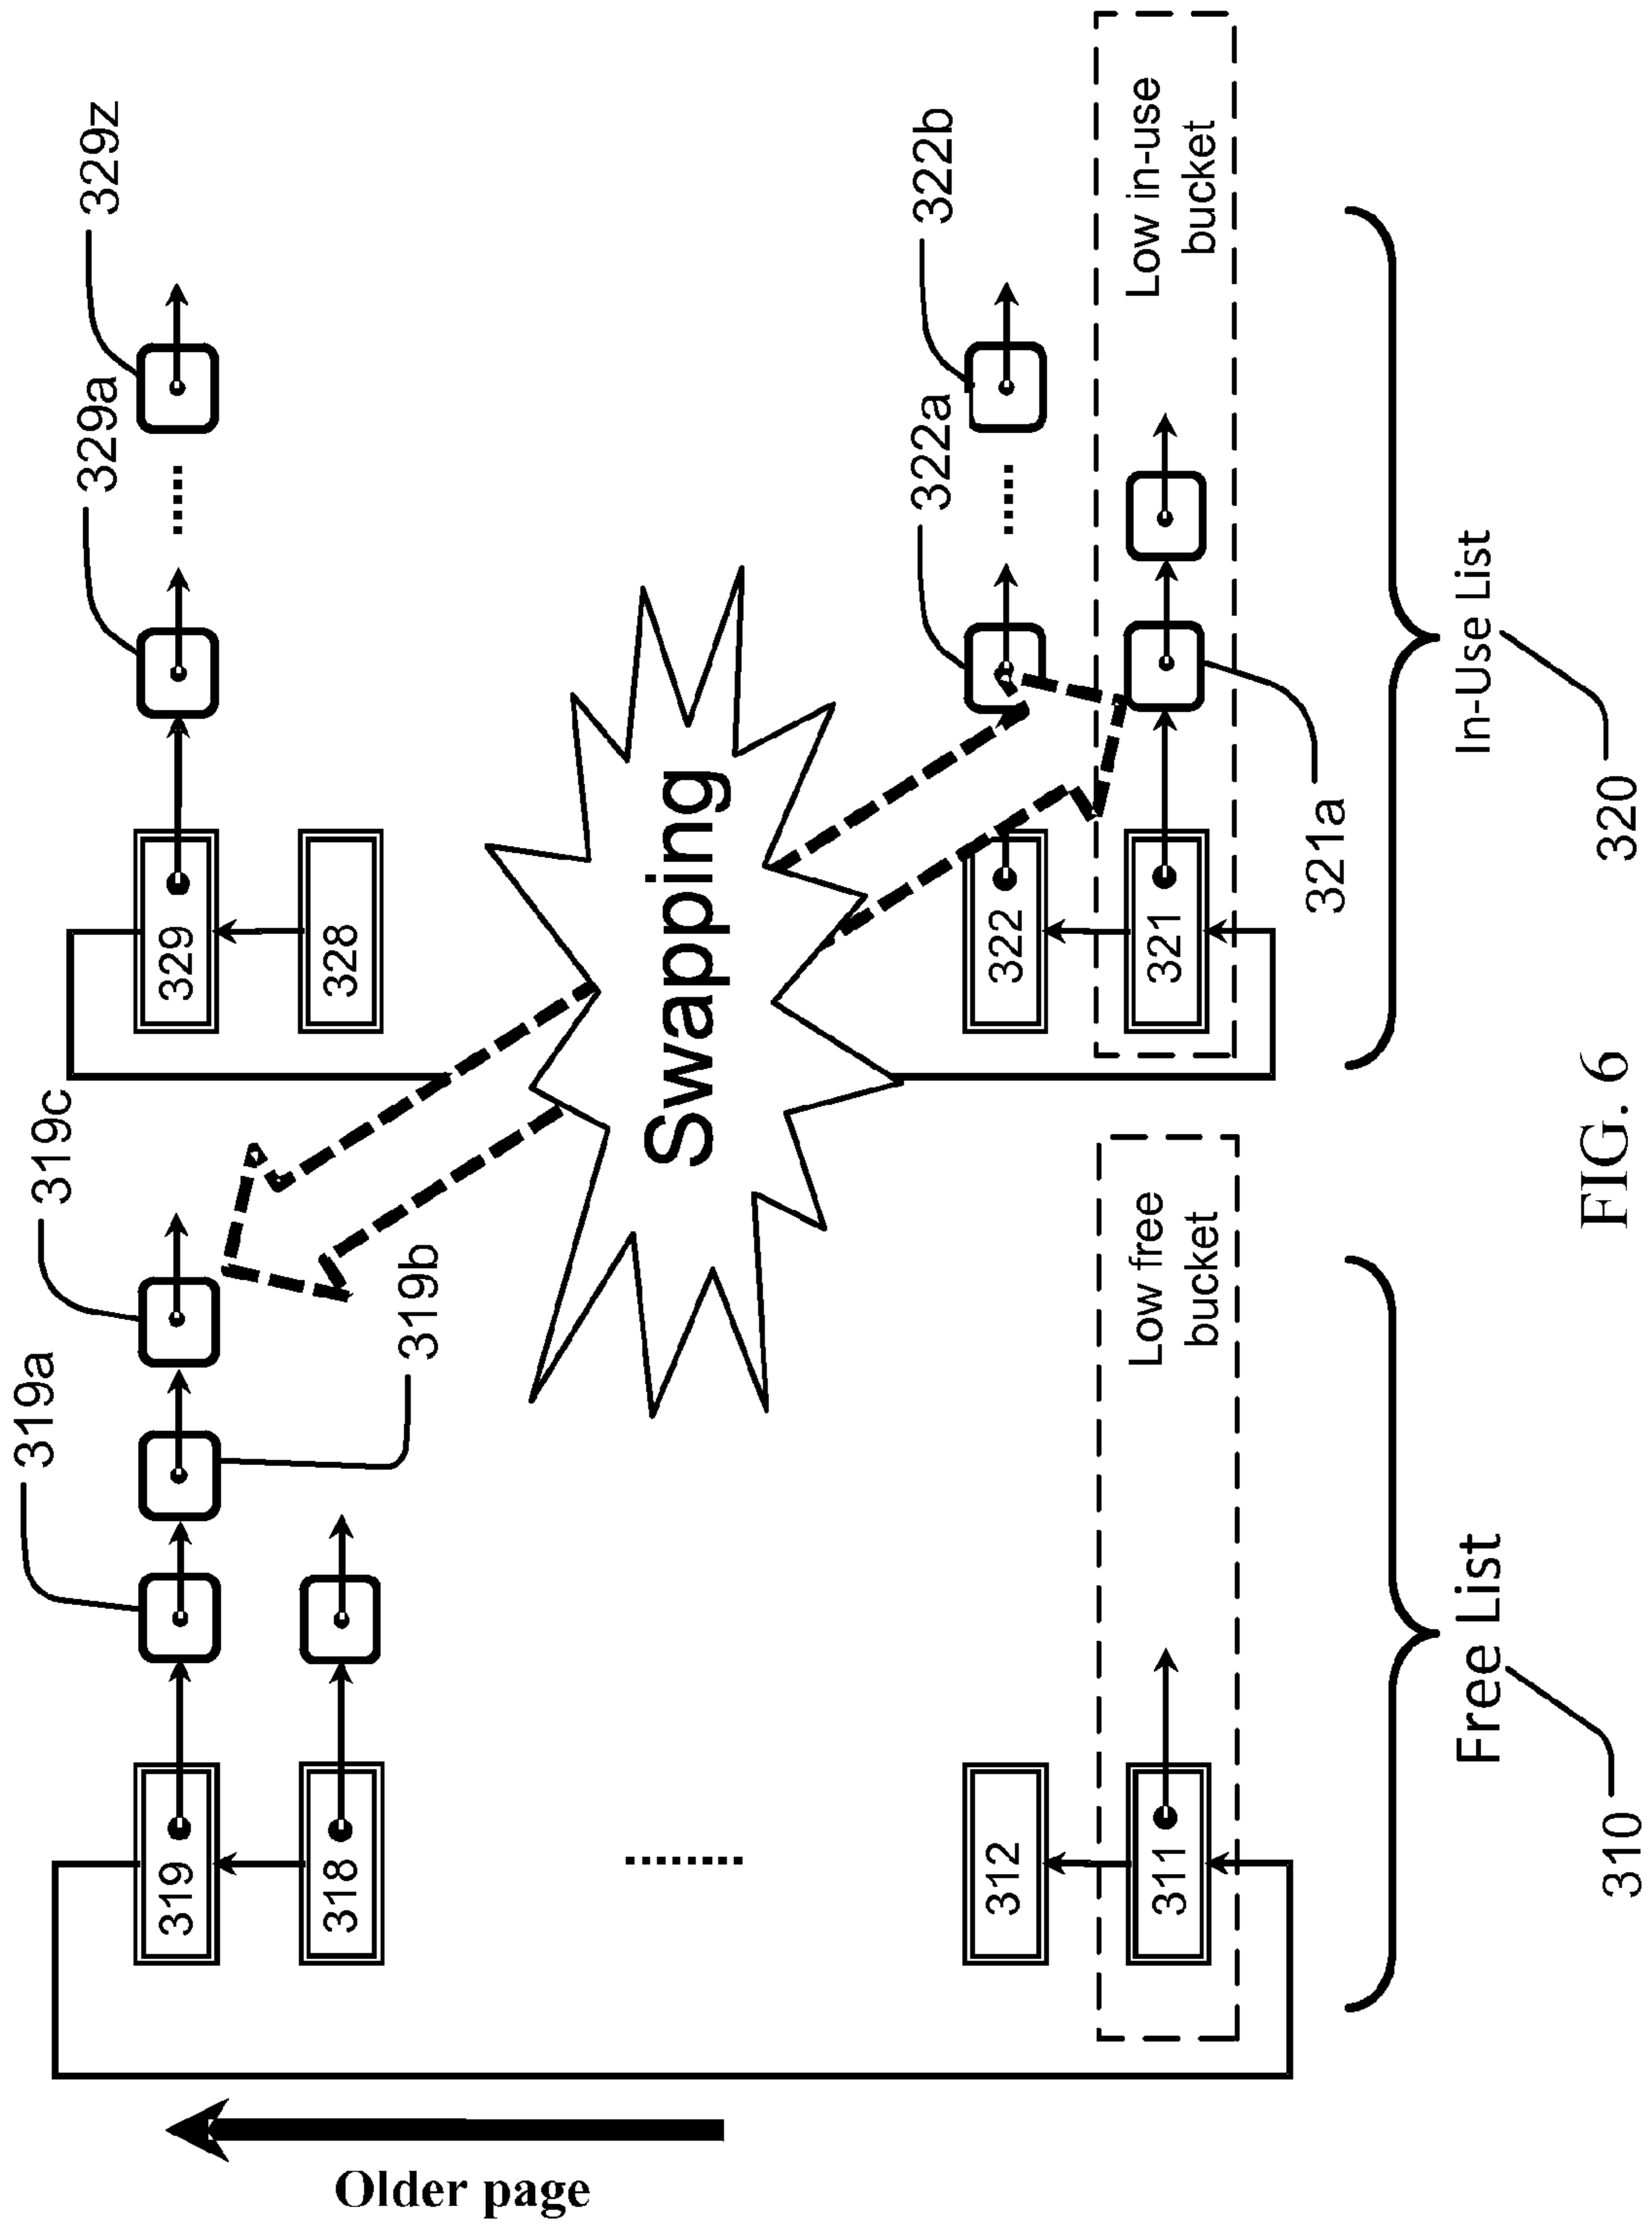 329z
329a
329
328
322b
322a
322
Low in-use
bucket
321
321a
In-Use List
320
Swapping
319c
319a
319b
319
318
.........
312
Low free
bucket
311
Free List
310
Older page
FIG. 6